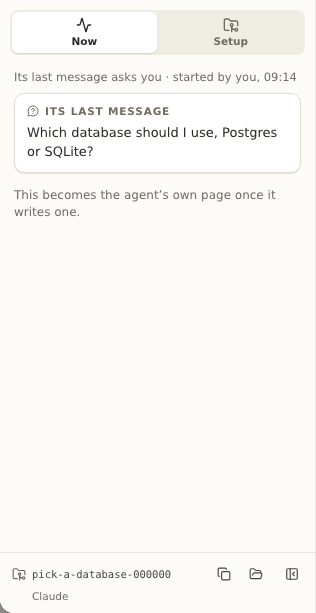 Now
Setup
Its last message asks you · started by you, 09:14
ITS LAST MESSAGE
Which database should I use, Postgres
or SQLite?
This becomes the agent’s own page once it
writes one.
pick-a-database-000000
Claude